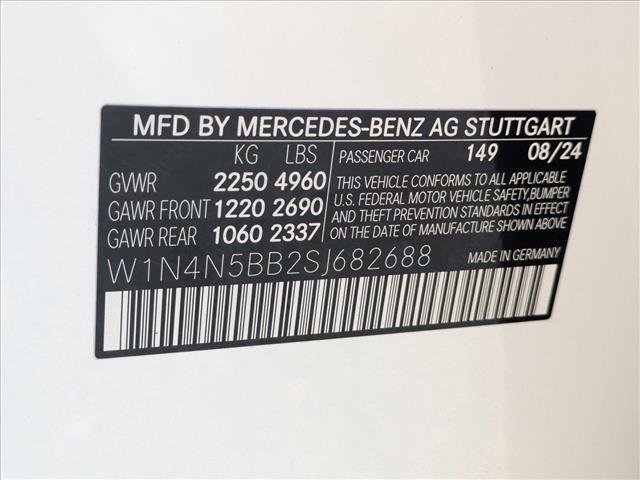 MFD BY MERCEDES-BENZ AG STUTTGART
KG LBS
GVWR 2250 4960
GAWR FRONT 1220 2690
GAWR REAR 1060 2337
PASSENGER CAR 149 08/24
THIS VEHICLE CONFORMS TO ALL APPLICABLE
U.S. FEDERAL MOTOR VEHICLE SAFETY,BUMPER
AND THEFT PREVENTION STANDARDS IN EFFECT
ON THE DATE OF MANUFACTURE SHOWN ABOVE.
W1N4N5BB2SJ682688
MADE IN GERMANY